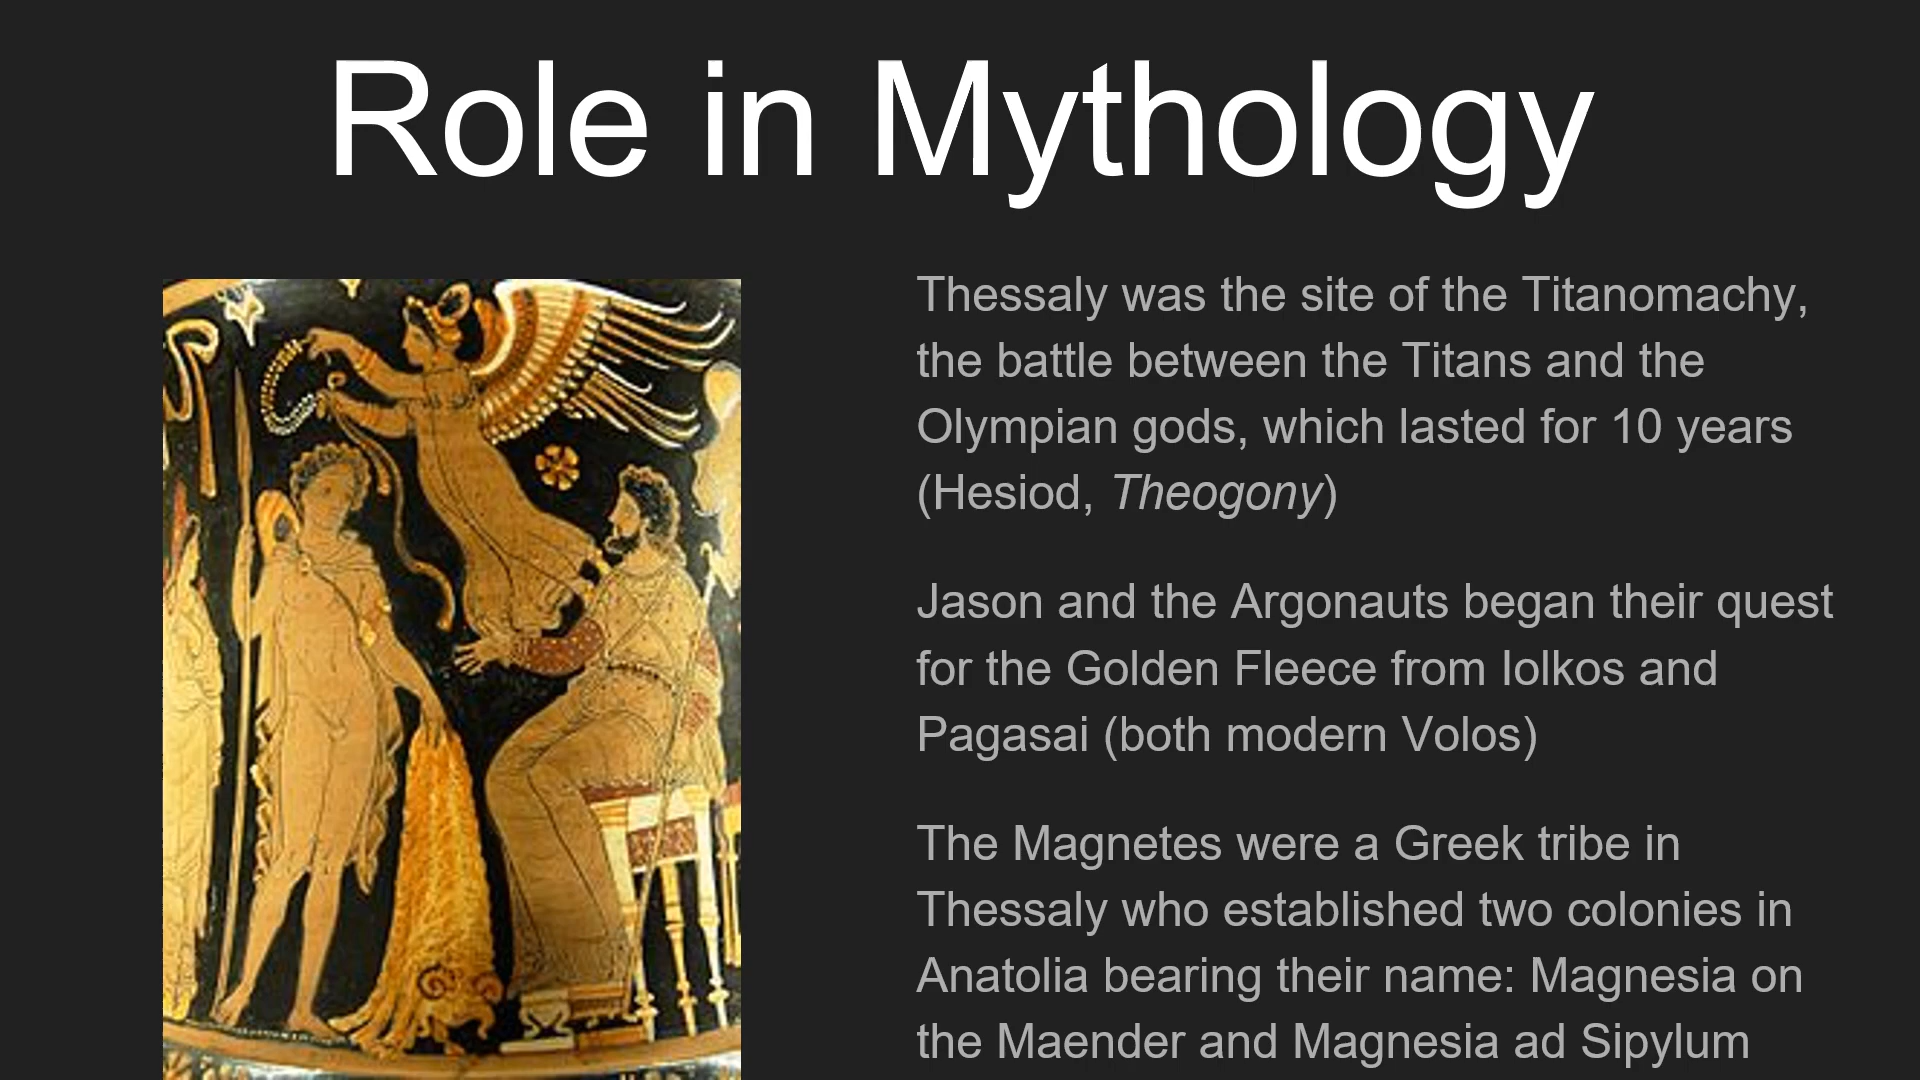 Role in Mythology
Thessaly was the site of the Titanomachy,
the battle between the Titans and the
Olympian gods, which lasted for 10 years
(Hesiod, Theogony)
Jason and the Argonauts began their quest
for the Golden Fleece from Iolkos and
Pagasai (both modern Volos)
The Magnetes were a Greek tribe in
Thessaly who established two colonies in
Anatolia bearing their name: Magnesia on
the Maender and Magnesia ad Sipylum